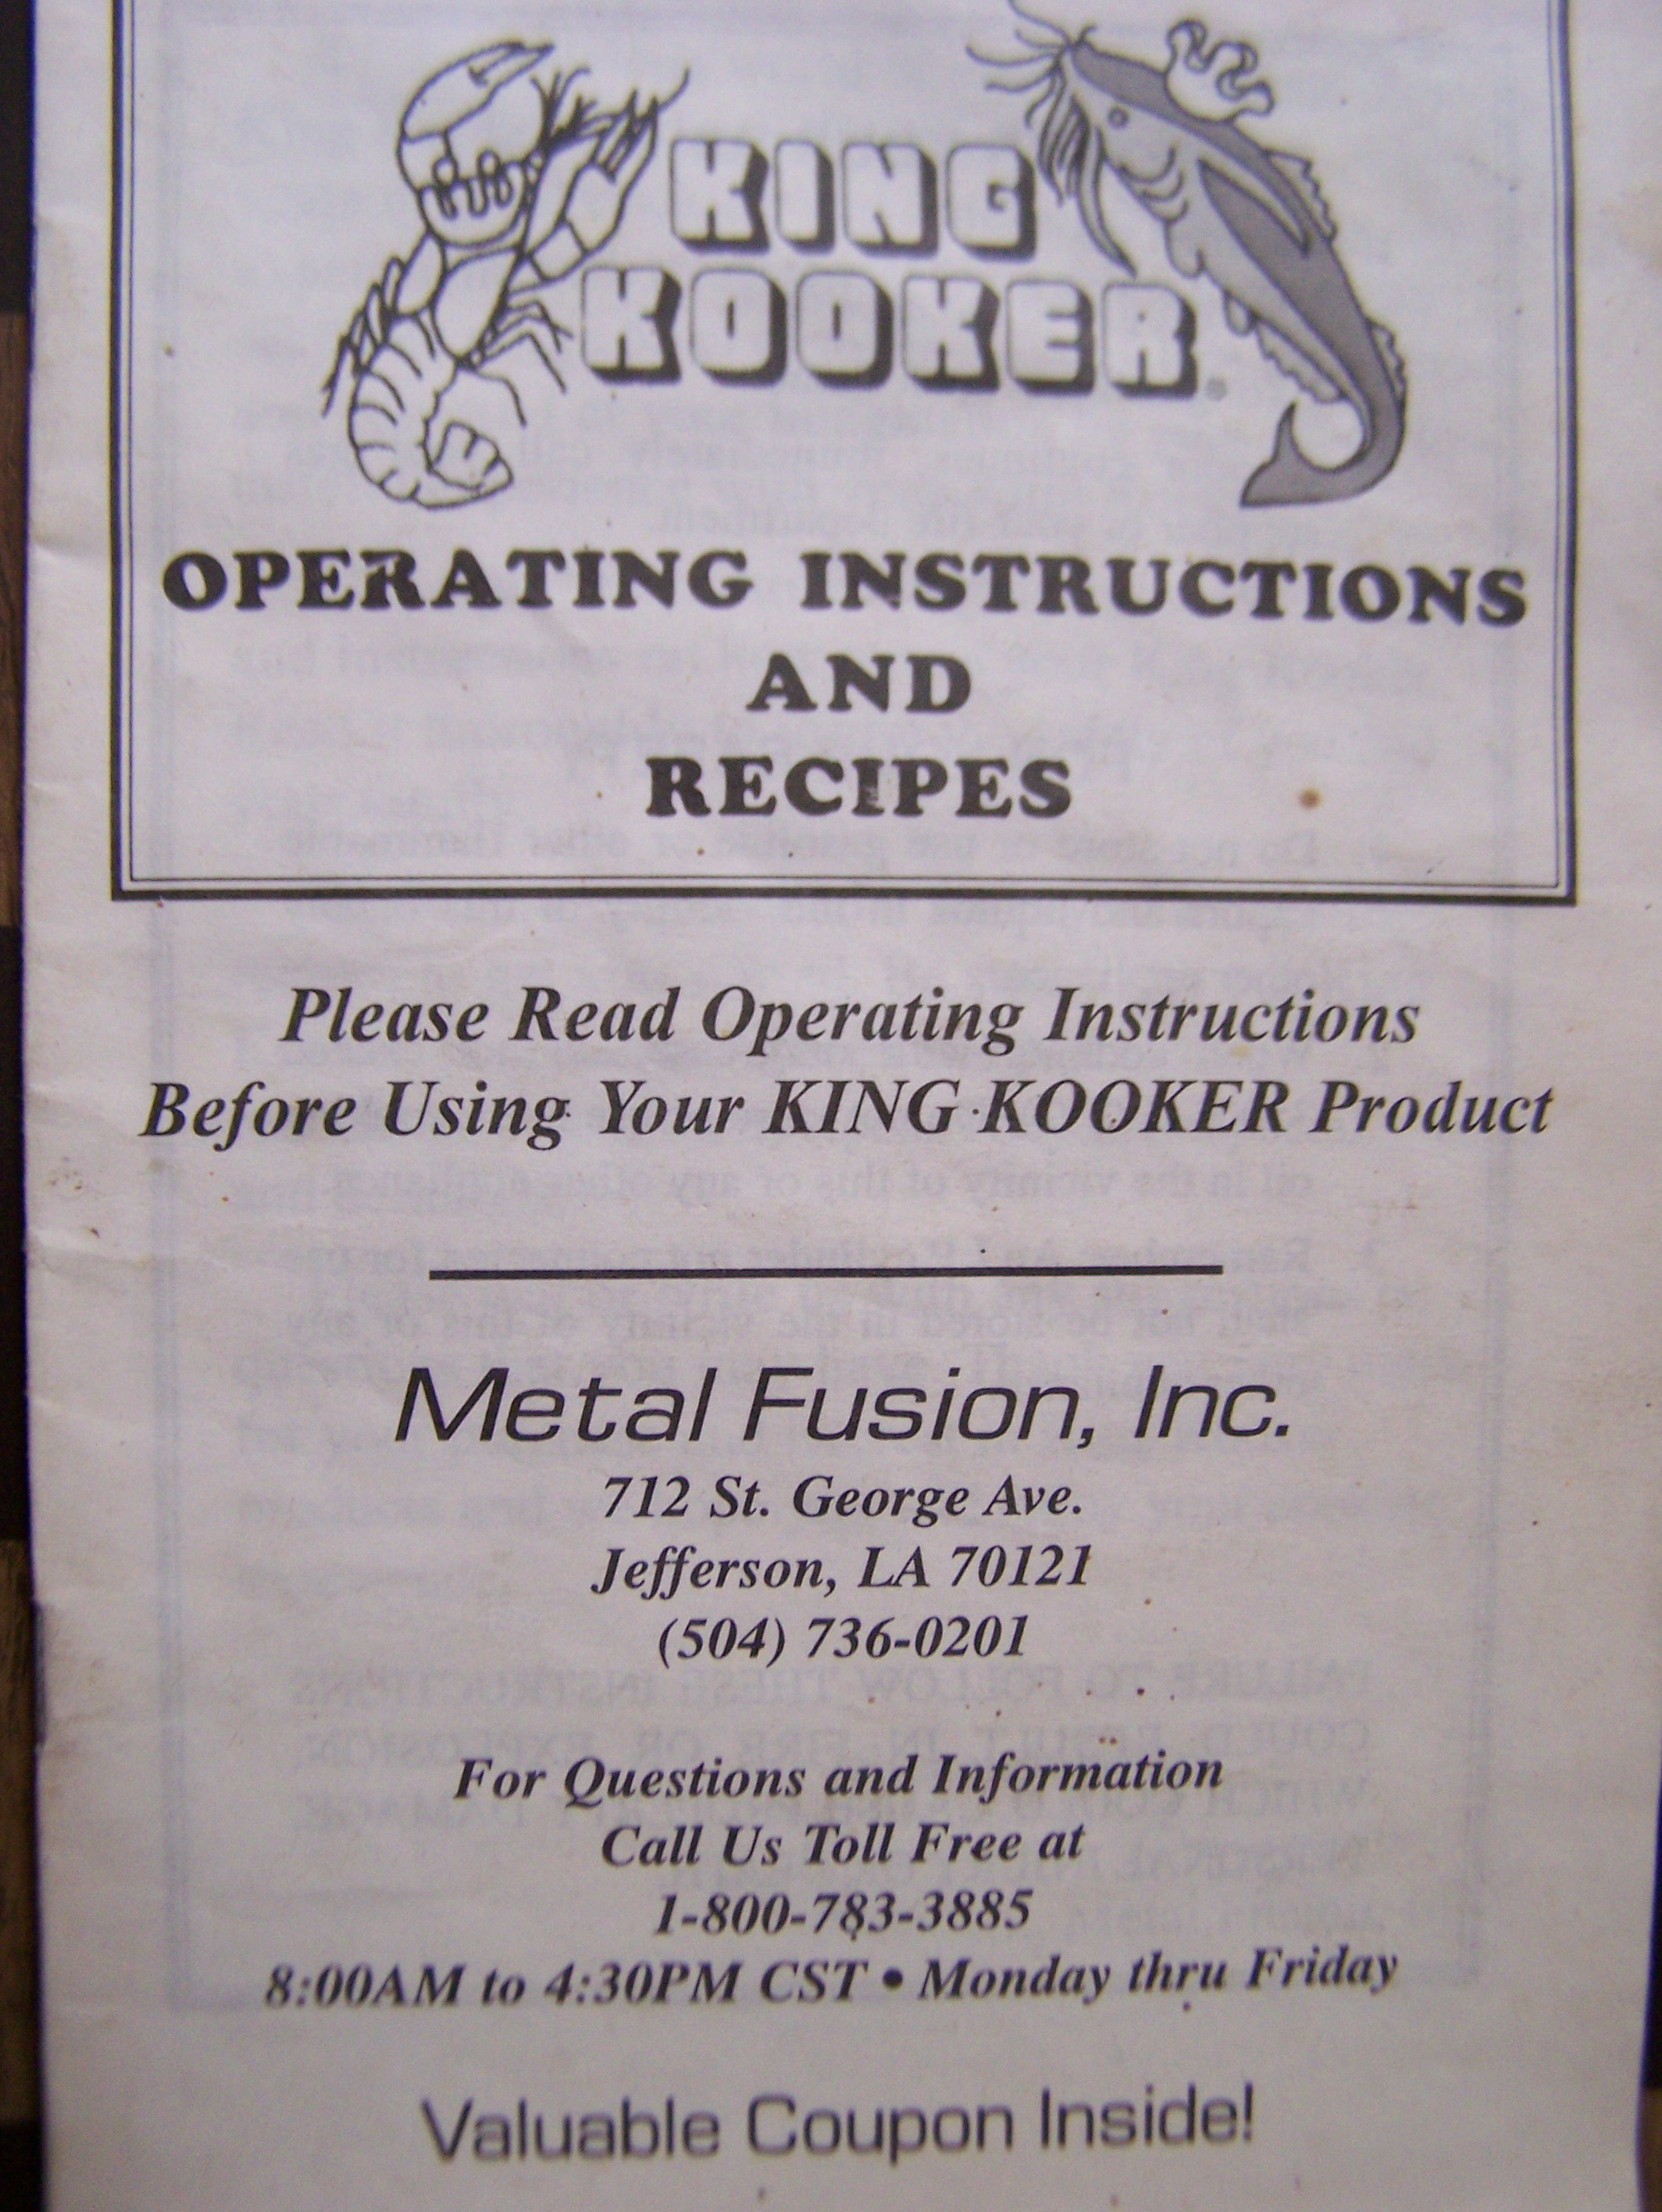 KING
KOOKER®
OPERATING INSTRUCTIONS
AND
RECIPES
Please Read Operating Instructions
Before Using Your KING KOOKER Product
Metal Fusion, Inc.
712 St. George Ave.
Jefferson, LA 70121
(504) 736-0201
For Questions and Information
Call Us Toll Free at
1-800-783-3885
8:00AM to 4:30PM CST • Monday thru Friday
Valuable Coupon Inside!